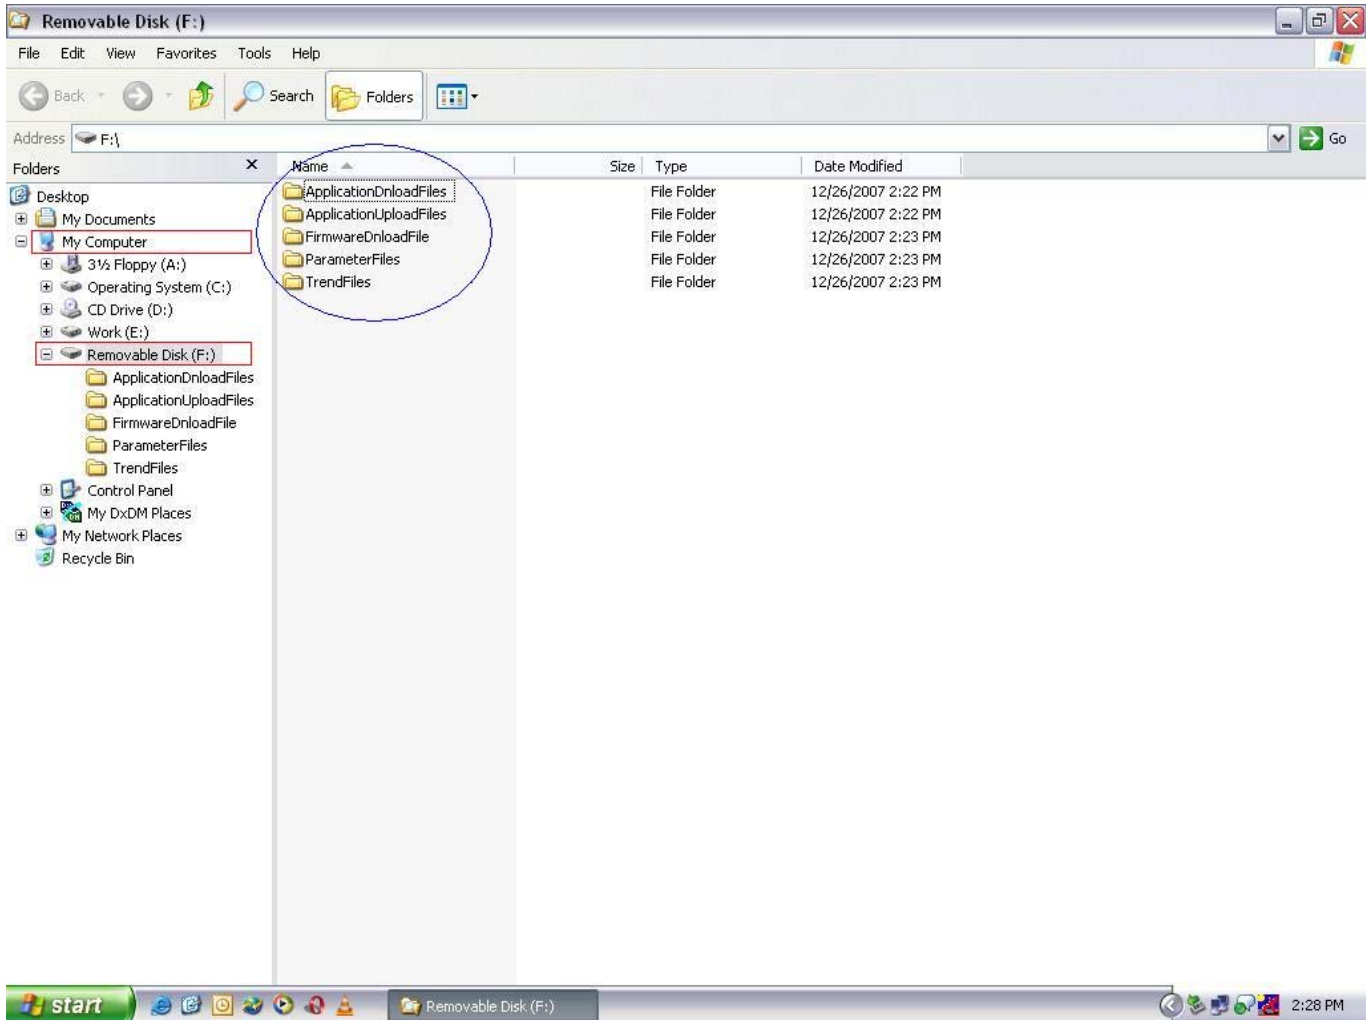 Removable Disk (F:)
File Edit View Favorites Tools Help
Back Search Folders
Address F:\ Go
Folders X
Name Size Type Date Modified
Desktop
My Documents
My Computer
3½ Floppy (A:)
Operating System (C:)
CD Drive (D:)
Work (E:)
Removable Disk (F:)
ApplicationDnloadFiles
ApplicationUploadFiles
FirmwareDnloadFile
ParameterFiles
TrendFiles
Control Panel
My DxDM Places
My Network Places
Recycle Bin
ApplicationDnloadFiles File Folder 12/26/2007 2:22 PM
ApplicationUploadFiles File Folder 12/26/2007 2:22 PM
FirmwareDnloadFile File Folder 12/26/2007 2:23 PM
ParameterFiles File Folder 12/26/2007 2:23 PM
TrendFiles File Folder 12/26/2007 2:23 PM
start Removable Disk (F:) 2:28 PM